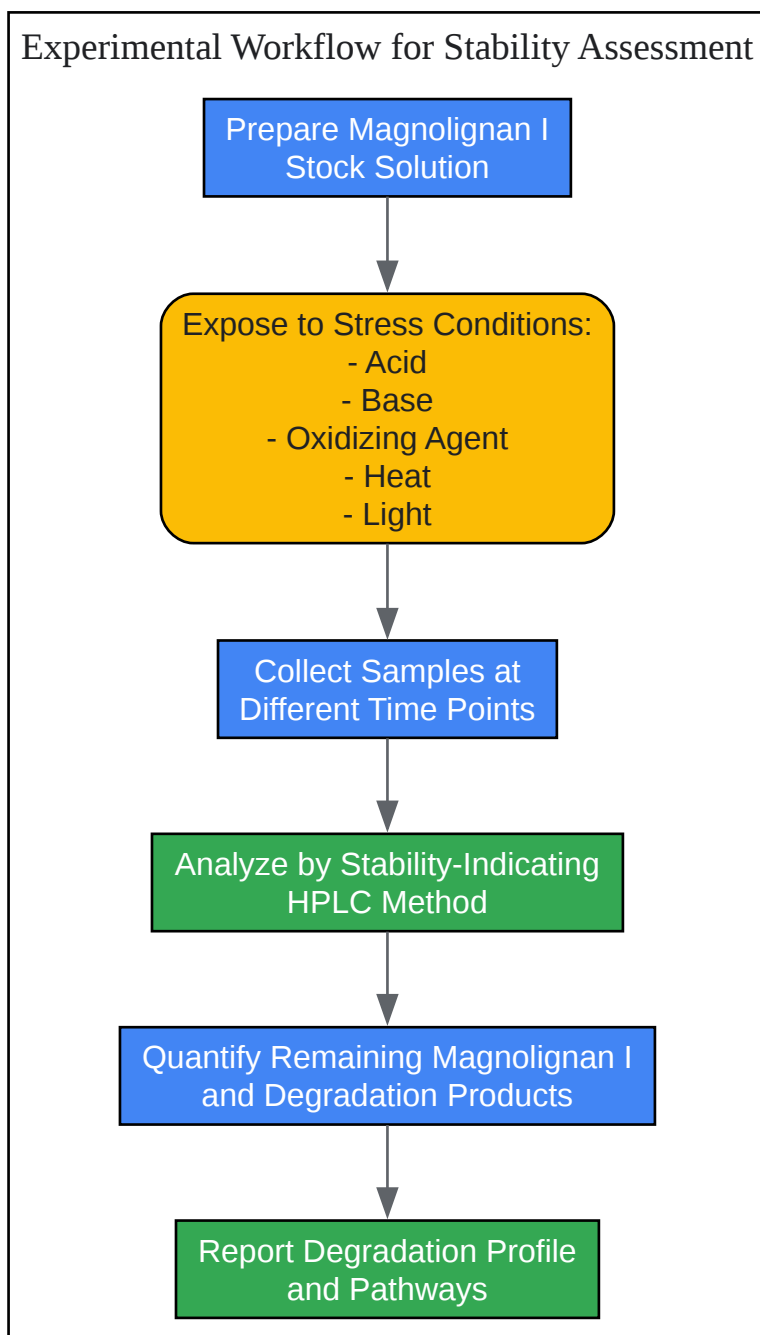 Experimental Workflow for Stability Assessment
Prepare Magnolignan I
Stock Solution
Expose to Stress Conditions:
- Acid
- Base
- Oxidizing Agent
- Heat
- Light
Collect Samples at
Different Time Points
Analyze by Stability-Indicating
HPLC Method
Quantify Remaining Magnolignan I
and Degradation Products
Report Degradation Profile
and Pathways